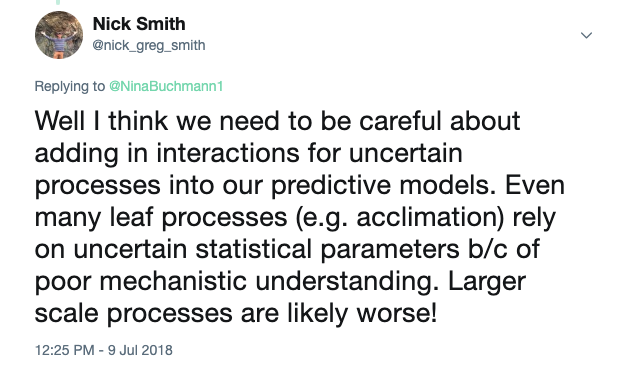 Nick Smith
@nick_greg_smith
Replying to @NinaBuchmann1
Well I think we need to be careful about
adding in interactions for uncertain
processes into our predictive models. Even
many leaf processes (e.g. acclimation) rely
on uncertain statistical parameters b/c of
poor mechanistic understanding. Larger
scale processes are likely worse!
12:25 PM - 9 Jul 2018